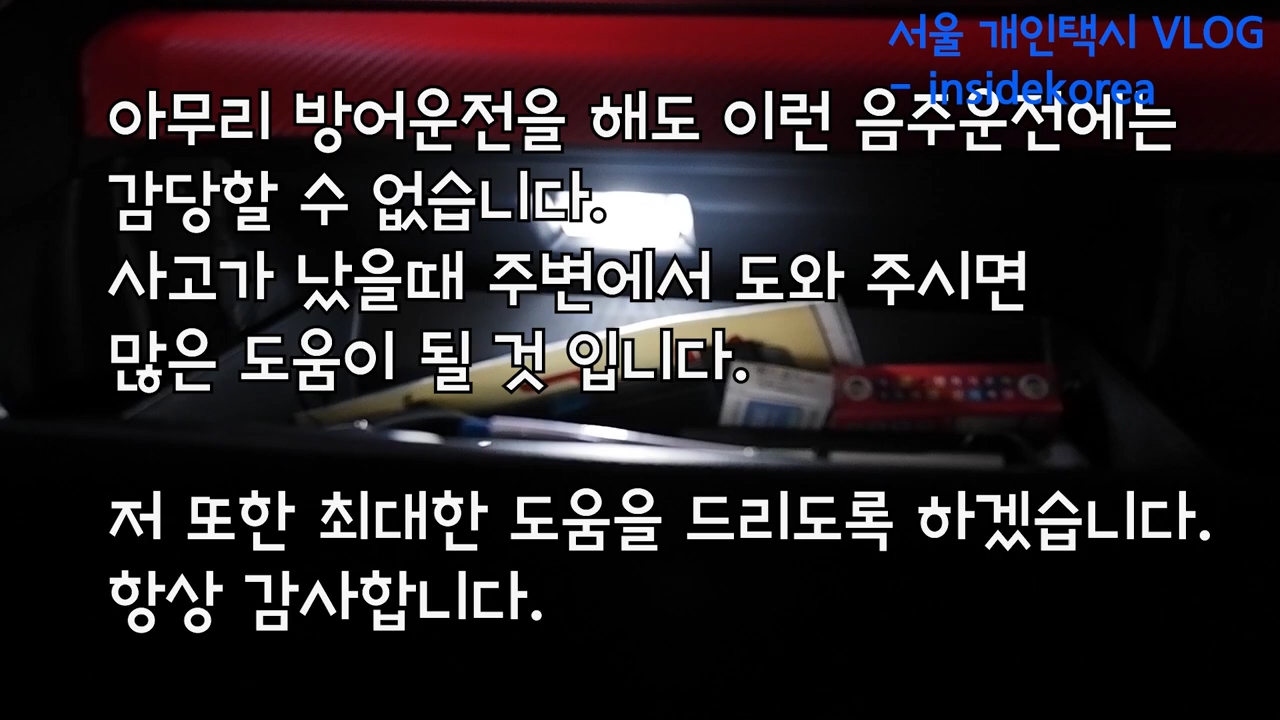 서울 개인택시 VLOG
- insidekorea
아무리 방어운전을 해도 이런 음주운전에는
감당할 수 없습니다.
사고가 났을때 주변에서 도와 주시면
많은 도움이 될 것 입니다.
저 또한 최대한 도움을 드리도록 하겠습니다.
항상 감사합니다.